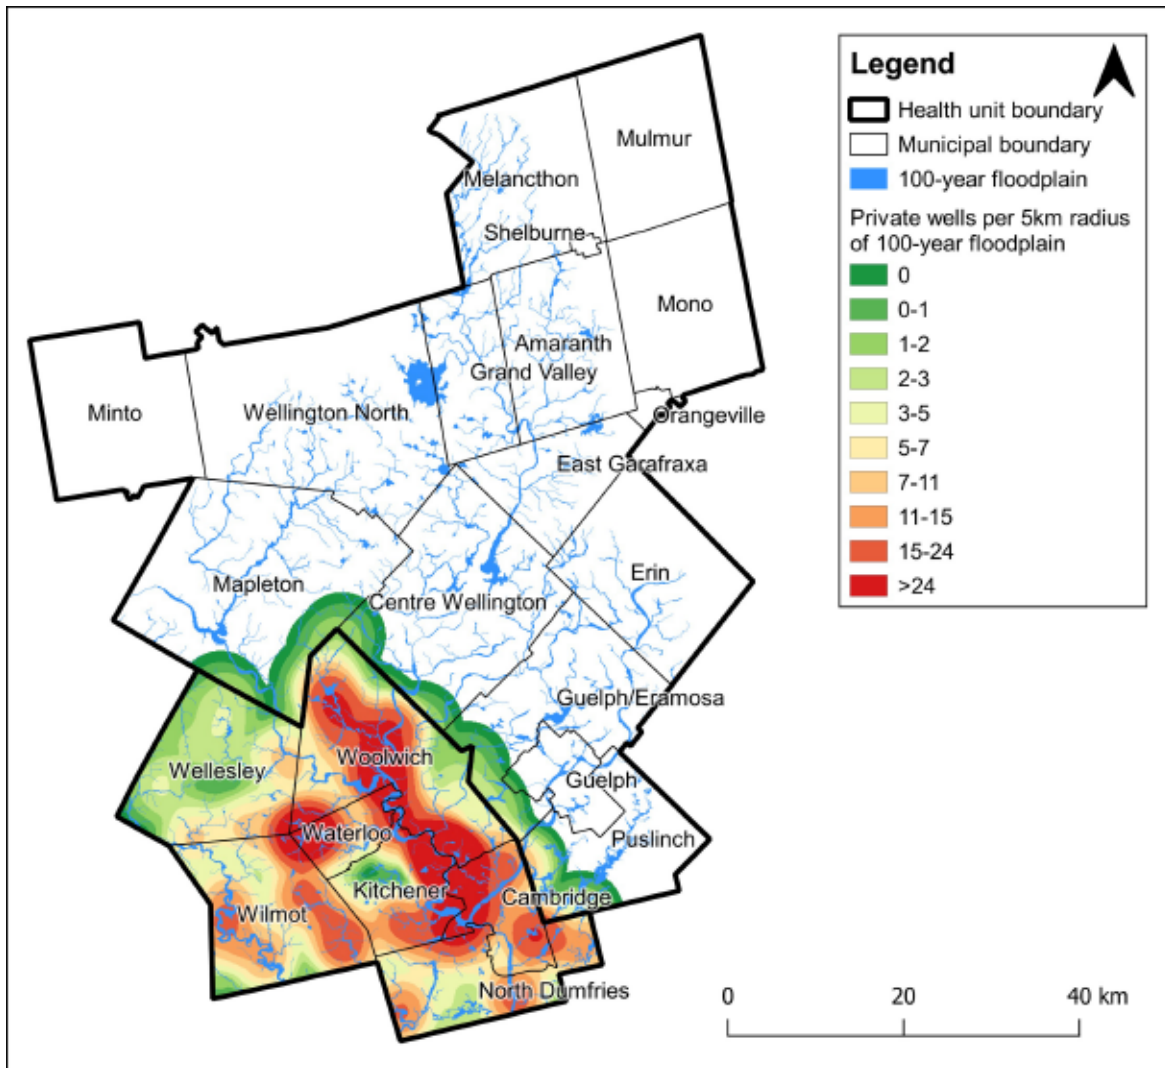 Legend
Health unit boundary
Municipal boundary
100-year floodplain
Private wells per 5km radius
of 100-year floodplain
0
0-1
1-2
2-3
3-5
5-7
7-11
11-15
15-24
>24
Mulmur
Melancthon
Shelburne
Mono
Amaranth
Grand Valley
Minto
Wellington North
Orangeville
East Garafraxa
Erin
Mapleton
Centre Wellington
Guelph/Eramosa
Woolwich
Wellesley
Guelph
Waterloo
Puslinch
Kitchener
Cambridge
Wilmot
North Dumfries
0
20
40 km